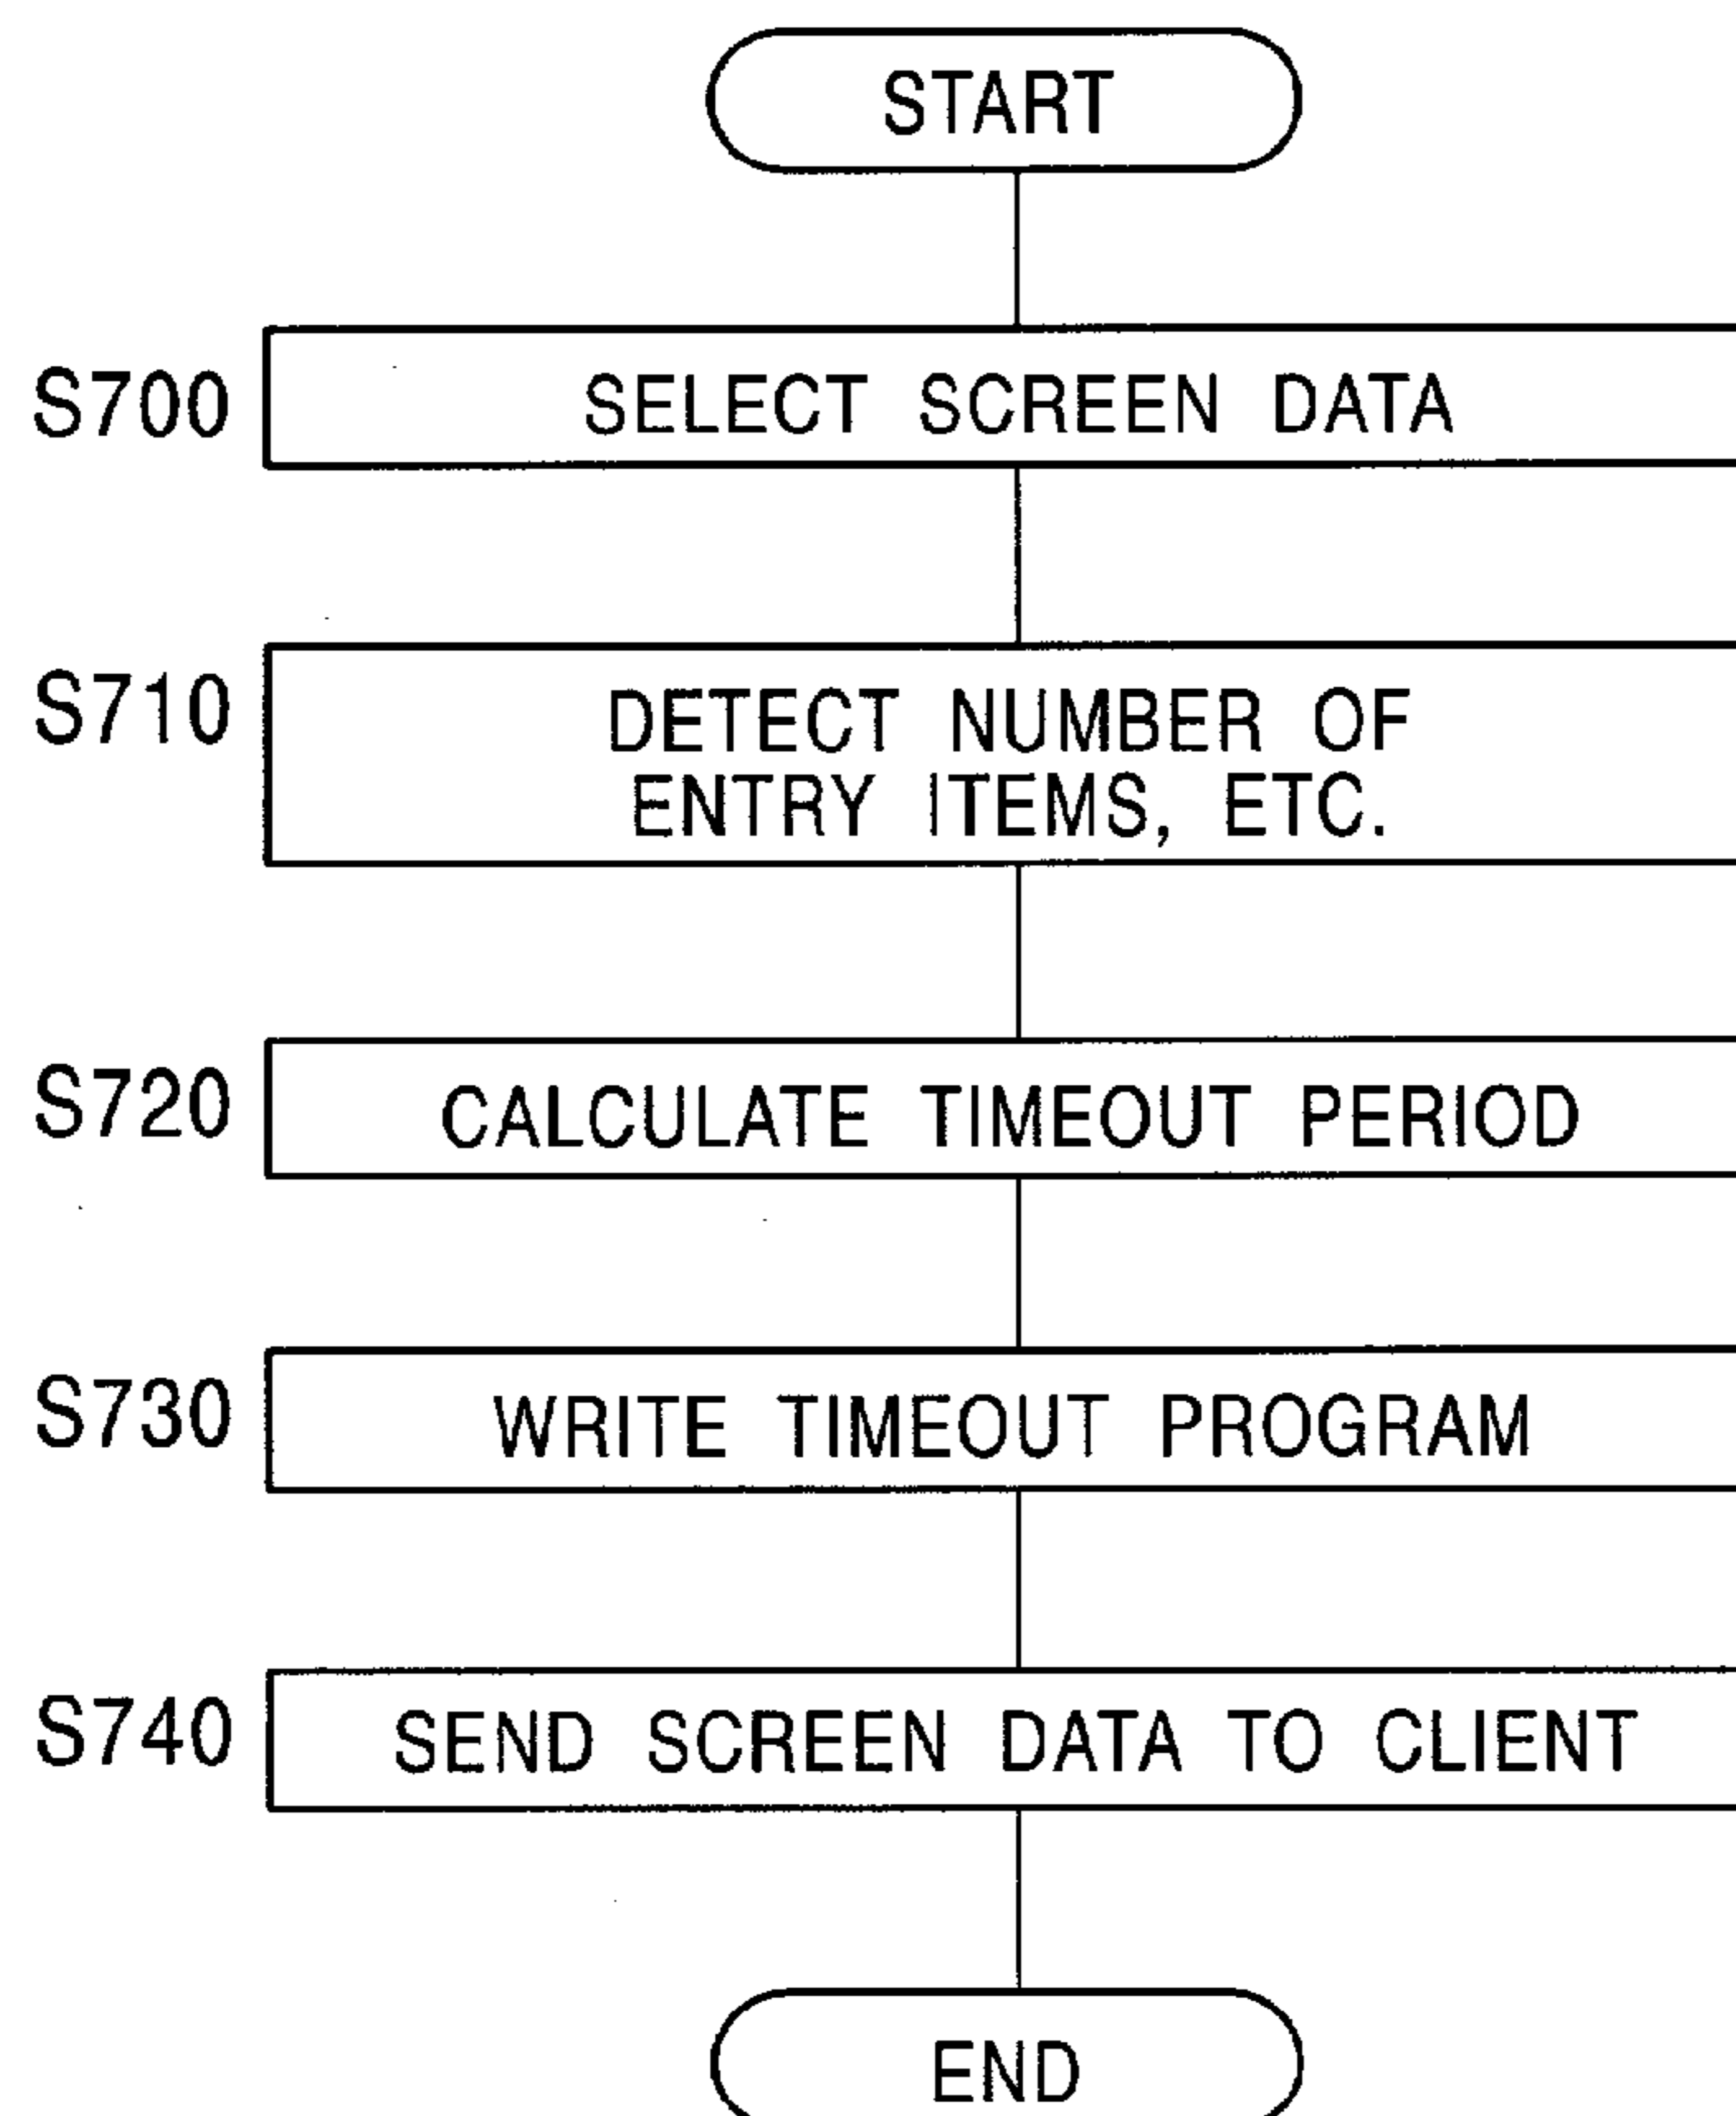 START
S700 SELECT SCREEN DATA
S710 DETECT NUMBER OF
ENTRY ITEMS, ETC.
S720 CALCULATE TIMEOUT PERIOD
S730 WRITE TIMEOUT PROGRAM
S740 SEND SCREEN DATA TO CLIENT
END